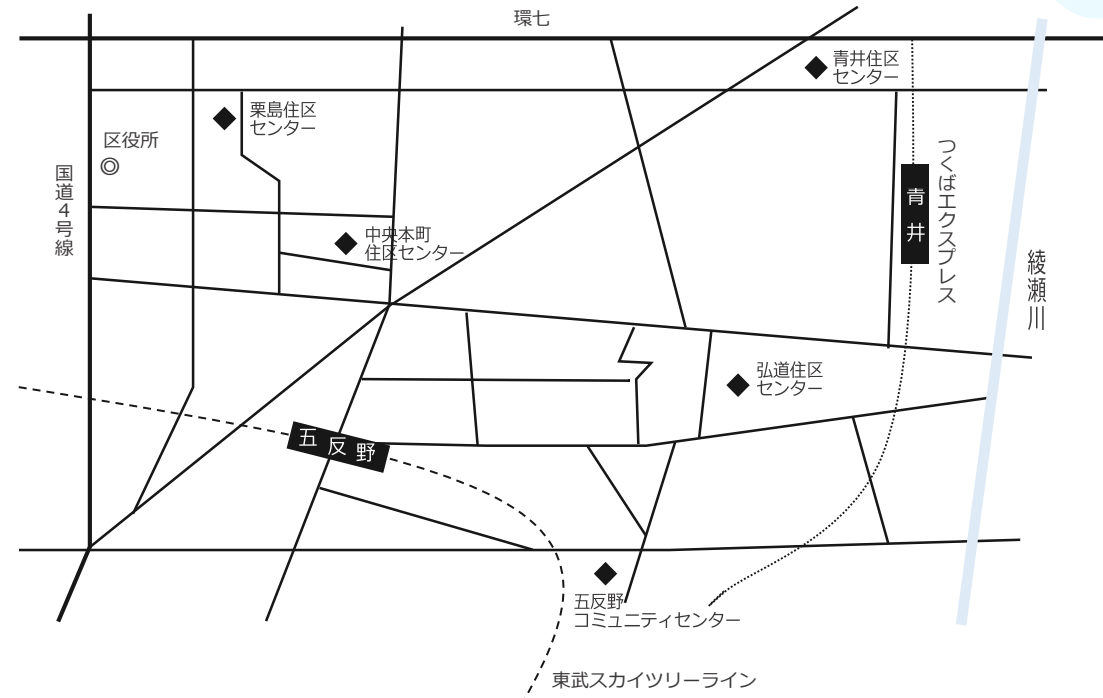 環七
青井住区
センター
栗島住区
センター
区役所
国道4号線
つくばエクスプレス
青井
中央本町
住区センター
綾瀬川
弘道住区
センター
五反野
五反野
コミュニティセンター
東武スカイツリーライン